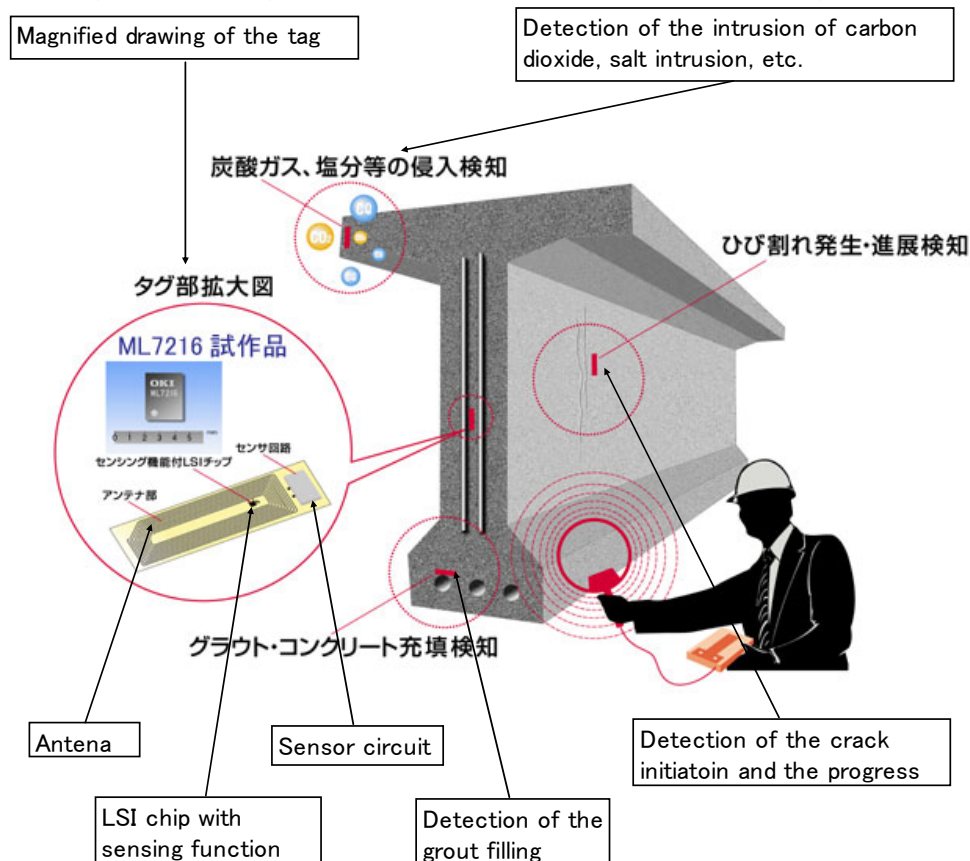 Magnified drawing of the tag
Detection of the intrusion of carbon
dioxide, salt intrusion, etc.
炭酸ガス、塩分等の侵入検知
CO₂
ひび割れ発生・進展検知
タグ部拡大図
ML7216 試作品
OKI
ML7216
0 1 2 3 4 5 mm
センサ回路
センシング機能付LSIチップ
アンテナ部
グラウト・コンクリート充填検知
Antena
Sensor circuit
Detection of the crack
initiatoin and the progress
LSI chip with
sensing function
Detection of the
grout filling